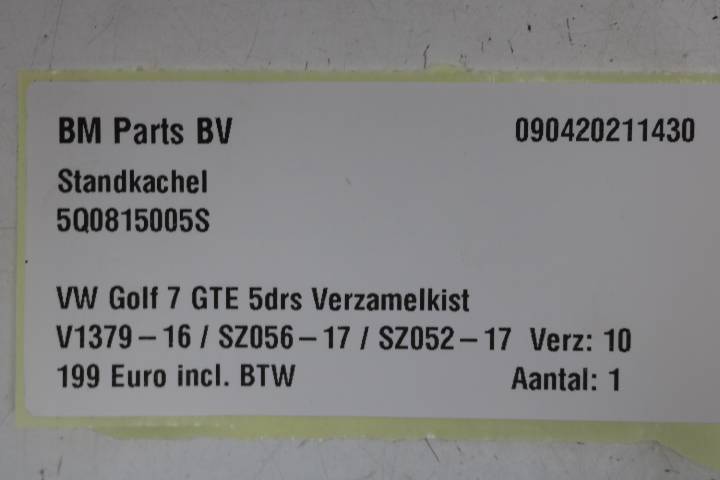 BM Parts BV 090420211430
Standkachel
5Q0815005S
VW Golf 7 GTE 5drs Verzamelkist
V1379-16 / SZ056-17 / SZ052-17 Verz: 10
199 Euro incl. BTW Aantal: 1